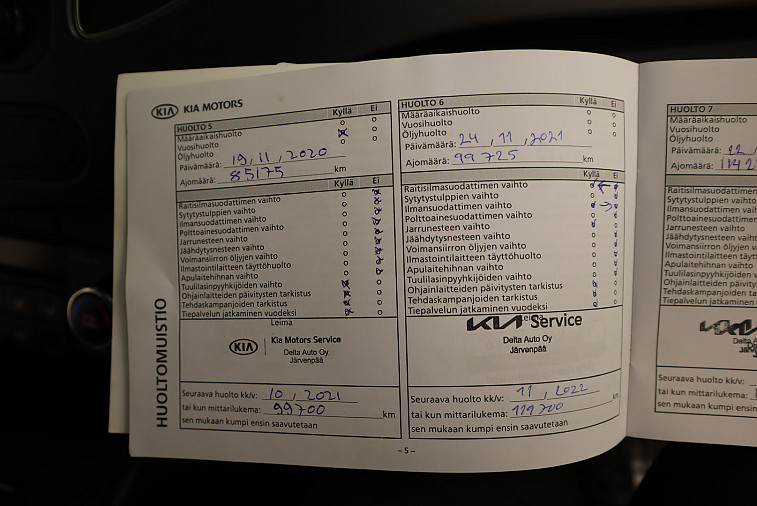 KIA KIA MOTORS
HUOLTO 5 Kyllä Ei
Määräaikaishuolto
Vuosihuolto
Öljyhuolto
Päivämäärä: 19, 11, 2020
Ajomäärä: 85175 km
Kyllä Ei
Raitisilmasuodattimen vaihto
Sytytystulppien vaihto
Ilmansuodattimen vaihto
Polttoainesuodattimen vaihto
Jarrunesteen vaihto
Jäähdytysnesteen vaihto
Voimansiirron öljyjen vaihto
Ilmastointilaitteen täyttöhuolto
Apulaitehihnan vaihto
Tuulilasinpyyhkijöiden vaihto
Ohjainlaitteiden päivitysten tarkistus
Tehdaskampanjoiden tarkistus
Tiepalvelun jatkaminen vuodeksi
Leima
KIA Kia Motors Service
Delta Auto Oy
Järvenpää
Seuraava huolto kk/v: 10, 2021
tai kun mittarilukema: 99700 km
sen mukaan kumpi ensin saavutetaan
HUOLTOMUISTIO
HUOLTO 6 Kyllä Ei
Määräaikaishuolto
Vuosihuolto
Öljyhuolto
Päivämäärä: 24, 11, 2021
Ajomäärä: 99725 km
Kyllä Ei
Raitisilmasuodattimen vaihto
Sytytystulppien vaihto
Ilmansuodattimen vaihto
Polttoainesuodattimen vaihto
Jarrunesteen vaihto
Jäähdytysnesteen vaihto
Voimansiirron öljyjen vaihto
Ilmastointilaitteen täyttöhuolto
Apulaitehihnan vaihto
Tuulilasinpyyhkijöiden vaihto
Ohjainlaitteiden päivitysten tarkistus
Tehdaskampanjoiden tarkistus
Tiepalvelun jatkaminen vuodeksi
Leima
KIA Service
Delta Auto Oy
Järvenpää
Seuraava huolto kk/v: 11, 2022
tai kun mittarilukema: 119700 km
sen mukaan kumpi ensin saavutetaan
- 5 -
HUOLTO 7
Määräaikaishuolto
Vuosihuolto
Öljyhuolto
Päivämäärä: 22,
Ajomäärä: 1142
Raitisilmasuodattimen
Sytytystulppien vaihto
Ilmansuodattimen vaihto
Polttoainesuodattimen
Jarrunesteen vaihto
Jäähdytysnesteen vaihto
Voimansiirron öljyjen
Ilmastointilaitteen
Apulaitehihnan vaihto
Tuulilasinpyyhkijöiden
Ohjainlaitteiden
Tehdaskampanjoiden
Tiepalvelun jatkaminen
Seuraava huolto kk/v:
tai kun mittarilukema:
sen mukaan kumpi ensin